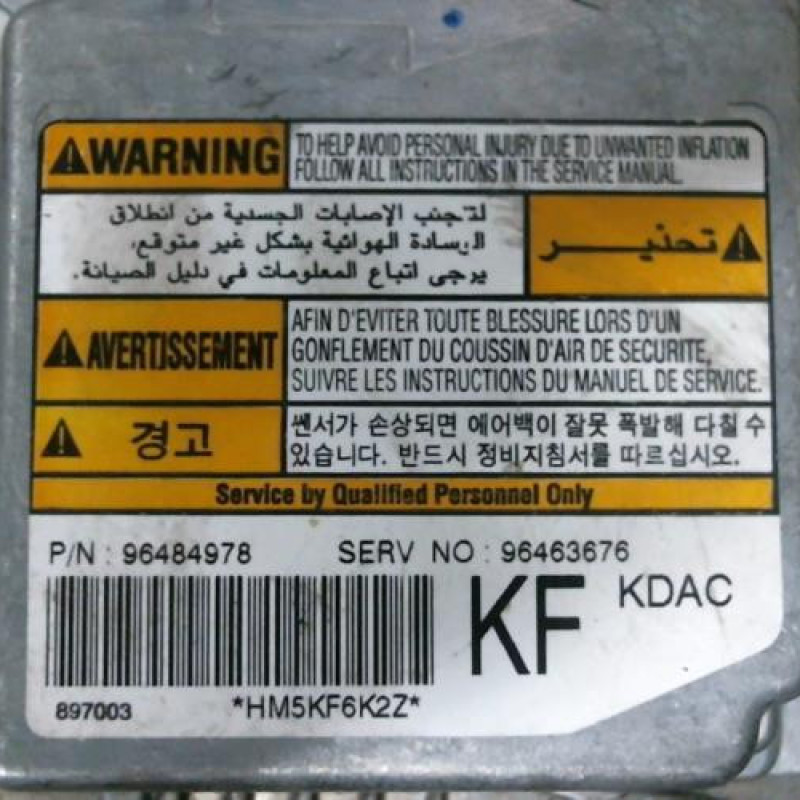 WARNING
TO HELP AVOID PERSONAL INJURY DUE TO UNWANTED INFLATION
FOLLOW ALL INSTRUCTIONS IN THE SERVICE MANUAL.
تحذير
لتجنب الإصابات الجسدية من انطلاق
الوسادة الهوائية بشكل غير متوقع،
يرجى اتباع المعلومات في دليل الصيانة.
AVERTISSEMENT
AFIN D'EVITER TOUTE BLESSURE LORS D'UN
GONFLEMENT DU COUSSIN D'AIR DE SECURITE,
SUIVRE LES INSTRUCTIONS DU MANUEL DE SERVICE.
경고
쎈서가 손상되면 에어백이 잘못 폭발해 다칠 수
있습니다. 반드시 정비지침서를 따르십시오.
Service by Qualified Personnel Only
P/N : 96484978 SERV NO : 96463676
KF KDAC
897003 *HM5KF6K2Z*